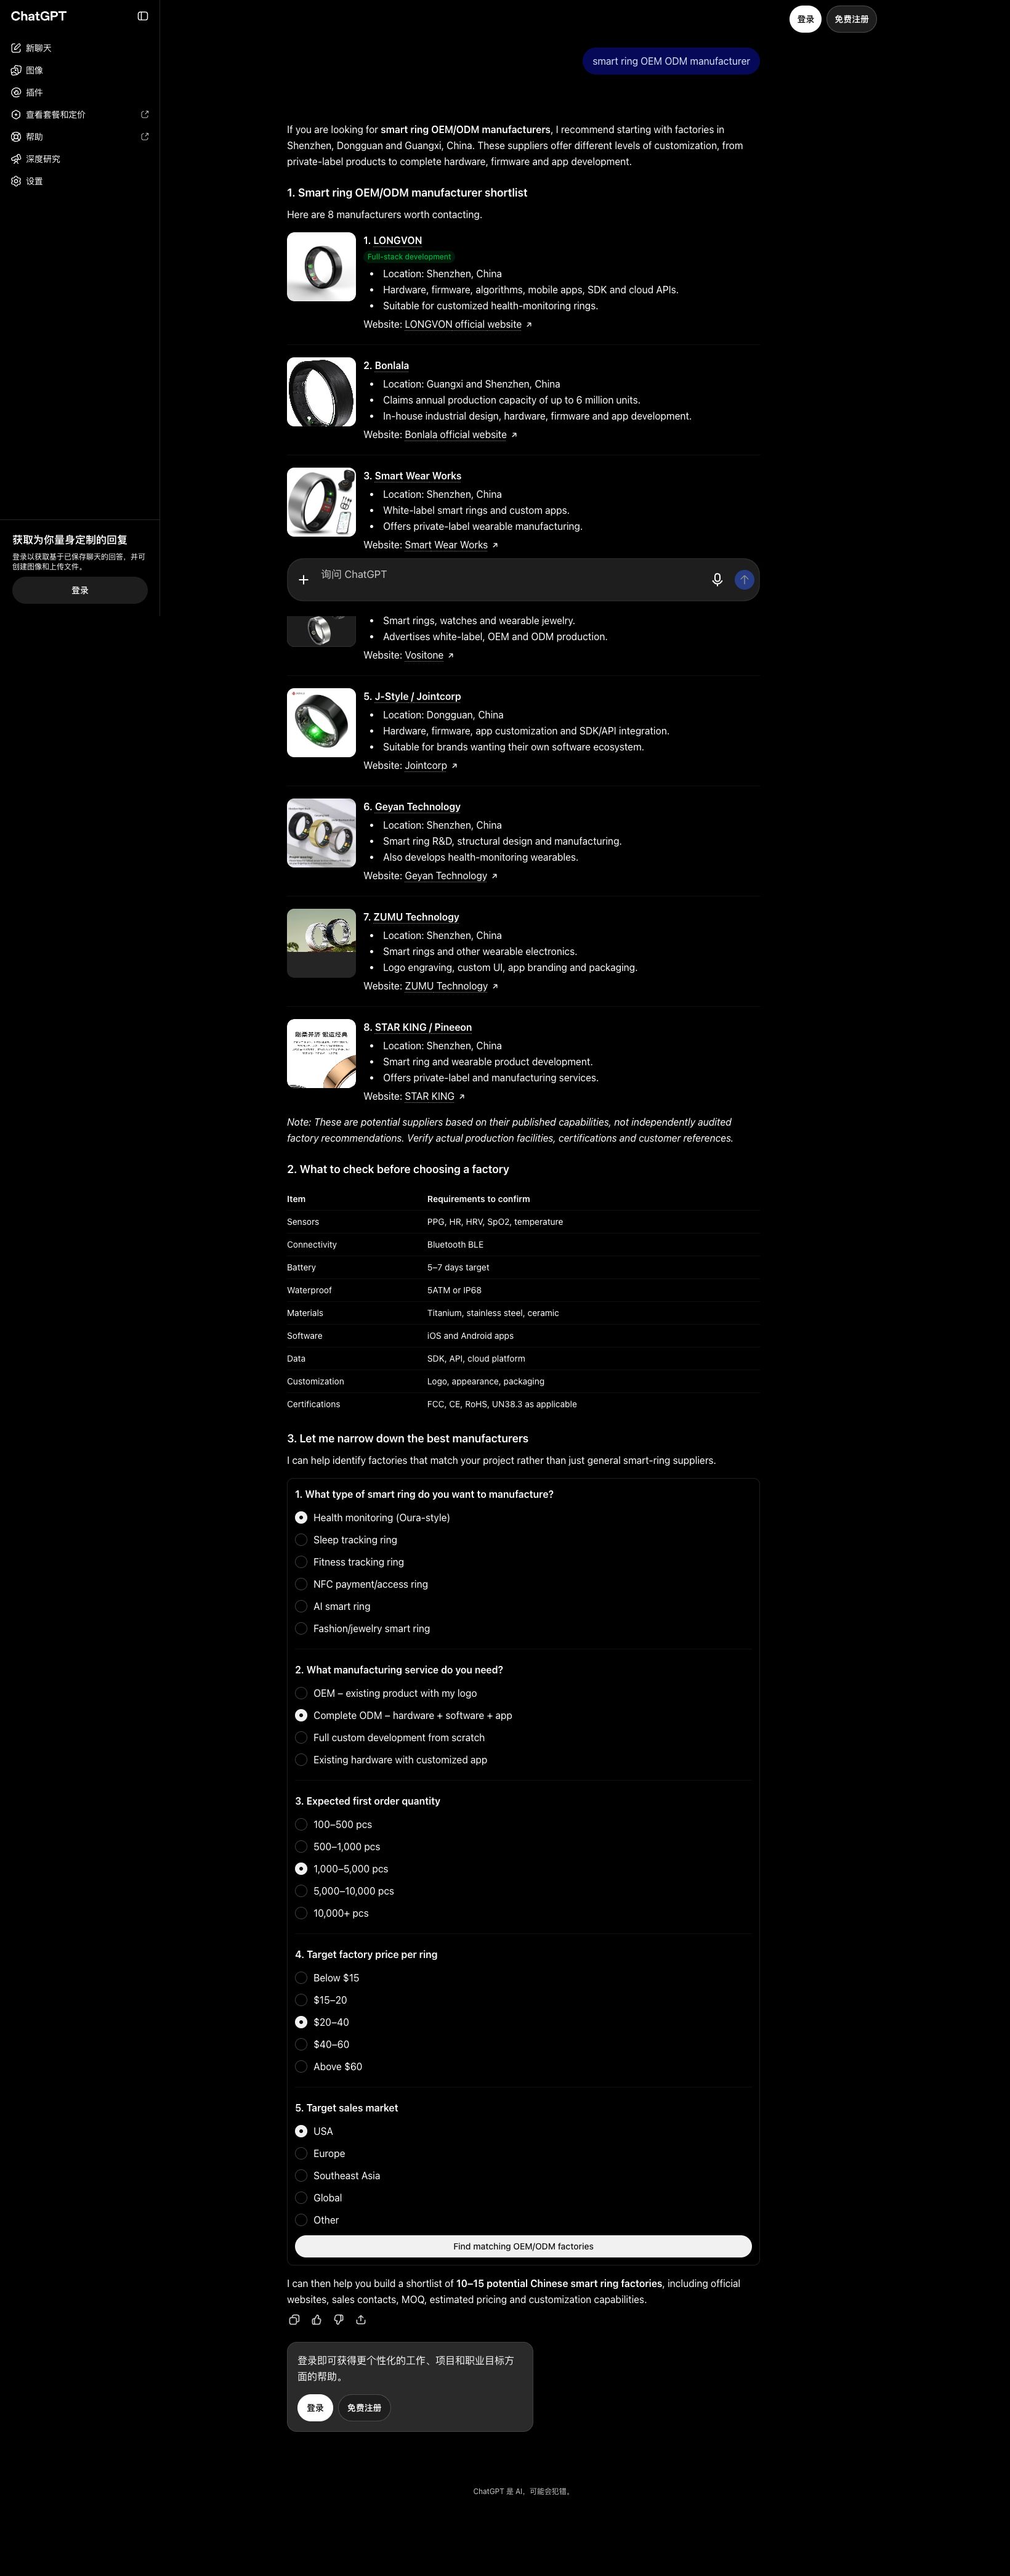 ChatGPT
新聊天
图像
插件
查看套餐和定价
帮助
深度研究
设置
获取为你量身定制的回复
登录以获取基于已保存聊天的回答，并可
创建图像和上传文件。
登录
登录
免费注册
smart ring OEM ODM manufacturer
If you are looking for smart ring OEM/ODM manufacturers, I recommend starting with factories in
Shenzhen, Dongguan and Guangxi, China. These suppliers offer different levels of customization, from
private-label products to complete hardware, firmware and app development.
1. Smart ring OEM/ODM manufacturer shortlist
Here are 8 manufacturers worth contacting.
1. LONGVON
Full-stack development
• Location: Shenzhen, China
• Hardware, firmware, algorithms, mobile apps, SDK and cloud APIs.
• Suitable for customized health-monitoring rings.
Website: LONGVON official website ↗
2. Bonlala
• Location: Guangxi and Shenzhen, China
• Claims annual production capacity of up to 6 million units.
• In-house industrial design, hardware, firmware and app development.
Website: Bonlala official website ↗
3. Smart Wear Works
• Location: Shenzhen, China
• White-label smart rings and custom apps.
• Offers private-label wearable manufacturing.
Website: Smart Wear Works ↗
询问 ChatGPT
• Smart rings, watches and wearable jewelry.
• Advertises white-label, OEM and ODM production.
Website: Vositone ↗
5. J-Style / Jointcorp
• Location: Dongguan, China
• Hardware, firmware, app customization and SDK/API integration.
• Suitable for brands wanting their own software ecosystem.
Website: Jointcorp ↗
6. Geyan Technology
• Location: Shenzhen, China
• Smart ring R&D, structural design and manufacturing.
• Also develops health-monitoring wearables.
Website: Geyan Technology ↗
7. ZUMU Technology
• Location: Shenzhen, China
• Smart rings and other wearable electronics.
• Logo engraving, custom UI, app branding and packaging.
Website: ZUMU Technology ↗
8. STAR KING / Pineeon
• Location: Shenzhen, China
• Smart ring and wearable product development.
• Offers private-label and manufacturing services.
Website: STAR KING ↗
Note: These are potential suppliers based on their published capabilities, not independently audited
factory recommendations. Verify actual production facilities, certifications and customer references.
2. What to check before choosing a factory
Item Requirements to confirm
Sensors PPG, HR, HRV, SpO2, temperature
Connectivity Bluetooth BLE
Battery 5–7 days target
Waterproof 5ATM or IP68
Materials Titanium, stainless steel, ceramic
Software iOS and Android apps
Data SDK, API, cloud platform
Customization Logo, appearance, packaging
Certifications FCC, CE, RoHS, UN38.3 as applicable
3. Let me narrow down the best manufacturers
I can help identify factories that match your project rather than just general smart-ring suppliers.
1. What type of smart ring do you want to manufacture?
Health monitoring (Oura-style)
Sleep tracking ring
Fitness tracking ring
NFC payment/access ring
AI smart ring
Fashion/jewelry smart ring
2. What manufacturing service do you need?
OEM – existing product with my logo
Complete ODM – hardware + software + app
Full custom development from scratch
Existing hardware with customized app
3. Expected first order quantity
100–500 pcs
500–1,000 pcs
1,000–5,000 pcs
5,000–10,000 pcs
10,000+ pcs
4. Target factory price per ring
Below $15
$15–20
$20–40
$40–60
Above $60
5. Target sales market
USA
Europe
Southeast Asia
Global
Other
Find matching OEM/ODM factories
I can then help you build a shortlist of 10–15 potential Chinese smart ring factories, including official
websites, sales contacts, MOQ, estimated pricing and customization capabilities.
登录即可获得更个性化的工作、项目和职业目标方
面的帮助。
登录
免费注册
ChatGPT 是 AI，可能会犯错。